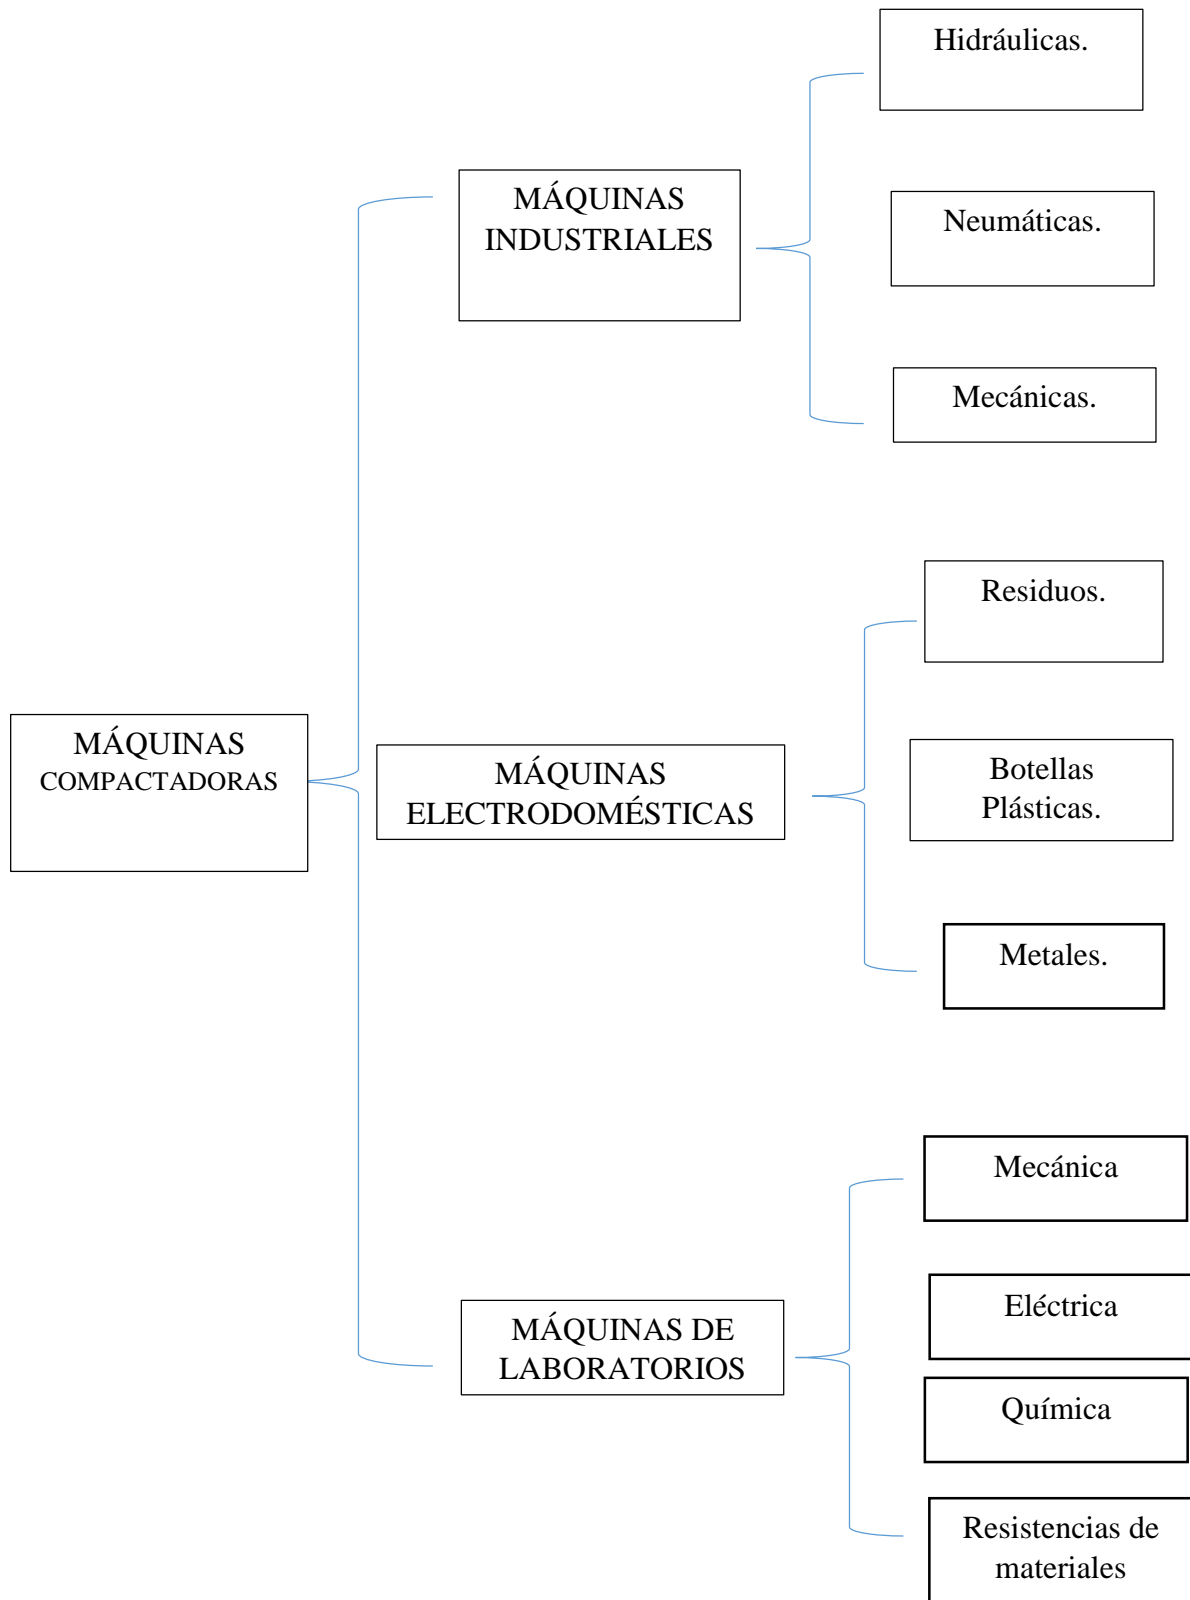 MÁQUINAS
COMPACTADORAS
MÁQUINAS
INDUSTRIALES
Hidráulicas.
Neumáticas.
Mecánicas.
MÁQUINAS
ELECTRODOMÉSTICAS
Residuos.
Botellas
Plásticas.
Metales.
MÁQUINAS DE
LABORATORIOS
Mecánica
Eléctrica
Química
Resistencias de
materiales